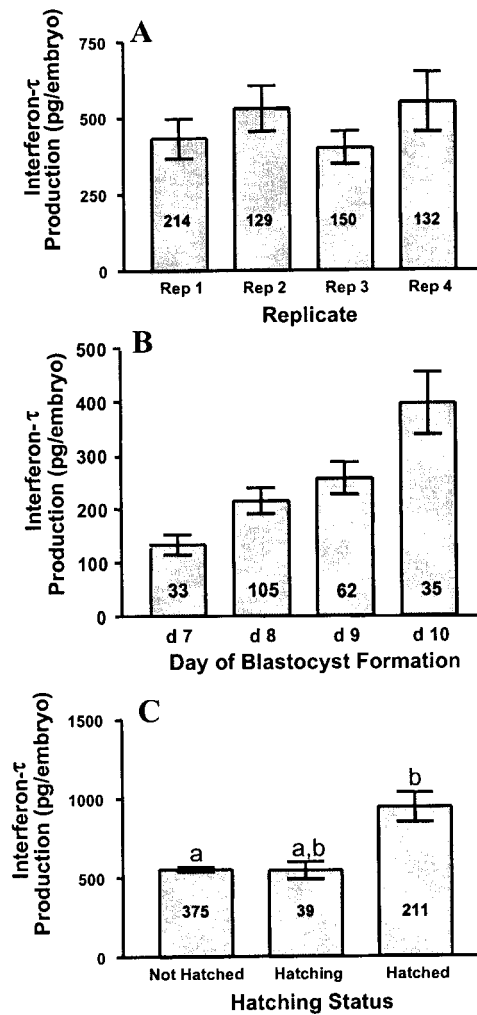 A
Interferon-τ
Production (pg/embryo)
750
500
250
0
214
129
150
132
Rep 1
Rep 2
Rep 3
Rep 4
Replicate
B
Interferon-τ
Production (pg/embryo)
500
400
300
200
100
0
33
105
62
35
d 7
d 8
d 9
d 10
Day of Blastocyst Formation
C
Interferon-τ
Production (pg/embryo)
1500
1000
500
0
a
a,b
b
375
39
211
Not Hatched
Hatching
Hatched
Hatching Status